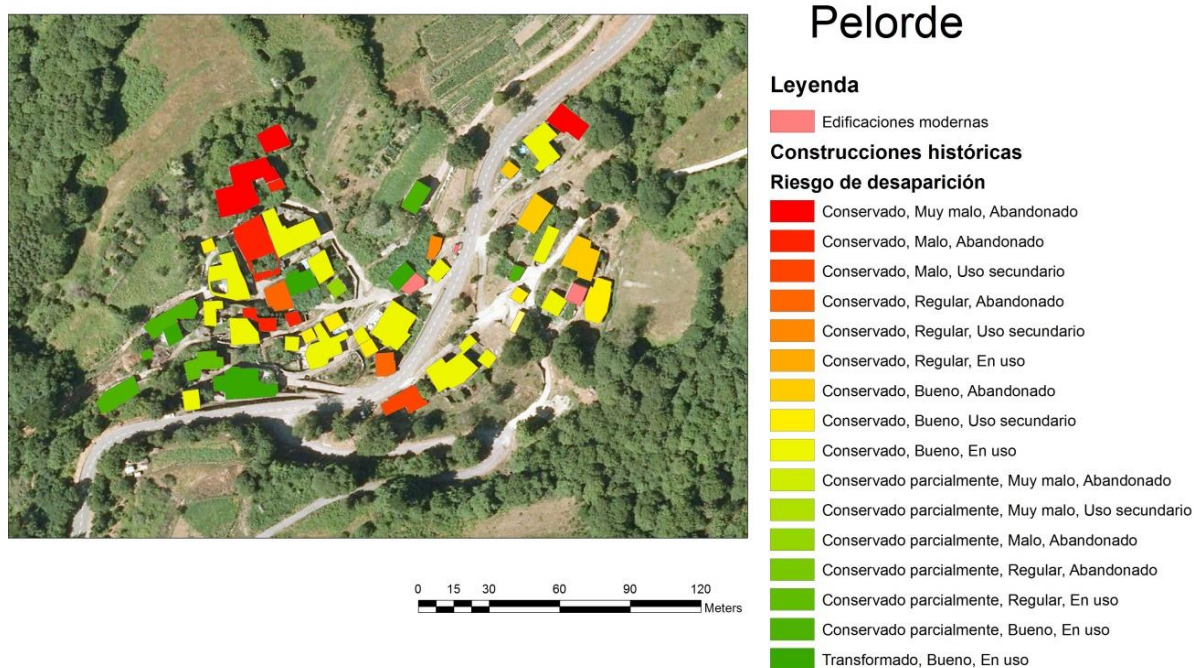 Pelorde
Leyenda
Edificaciones modernas
Construcciones históricas
Riesgo de desaparición
Conservado, Muy malo, Abandonado
Conservado, Malo, Abandonado
Conservado, Malo, Uso secundario
Conservado, Regular, Abandonado
Conservado, Regular, Uso secundario
Conservado, Regular, En uso
Conservado, Bueno, Abandonado
Conservado, Bueno, Uso secundario
Conservado, Bueno, En uso
Conservado parcialmente, Muy malo, Abandonado
Conservado parcialmente, Muy malo, Uso secundario
Conservado parcialmente, Malo, Abandonado
Conservado parcialmente, Regular, Abandonado
Conservado parcialmente, Regular, En uso
Conservado parcialmente, Bueno, En uso
Transformado, Bueno, En uso
0 15 30 60 90 120
Meters